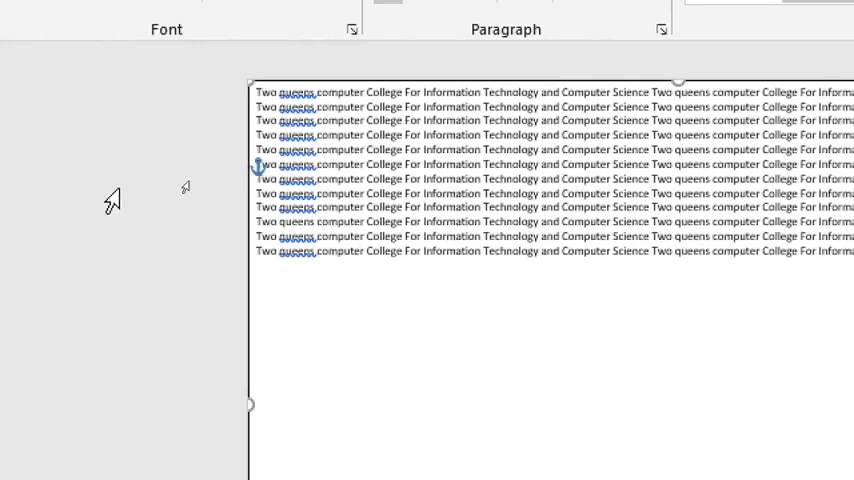 Font
Paragraph
Two queens computer College For Information Technology and Computer Science Two queens computer College For Informa
Two queens computer College For Information Technology and Computer Science Two queens computer College For Informa
Two queens computer College For Information Technology and Computer Science Two queens computer College For Informa
Two queens computer College For Information Technology and Computer Science Two queens computer College For Informa
Two queens computer College For Information Technology and Computer Science Two queens computer College For Informa
Two queens computer College For Information Technology and Computer Science Two queens computer College For Informa
Two queens computer College For Information Technology and Computer Science Two queens computer College For Informa
Two queens computer College For Information Technology and Computer Science Two queens computer College For Informa
Two queens computer College For Information Technology and Computer Science Two queens computer College For Informa
Two queens computer College For Information Technology and Computer Science Two queens computer College For Informa
Two queens computer College For Information Technology and Computer Science Two queens computer College For Informa
Two queens computer College For Information Technology and Computer Science Two queens computer College For Informa